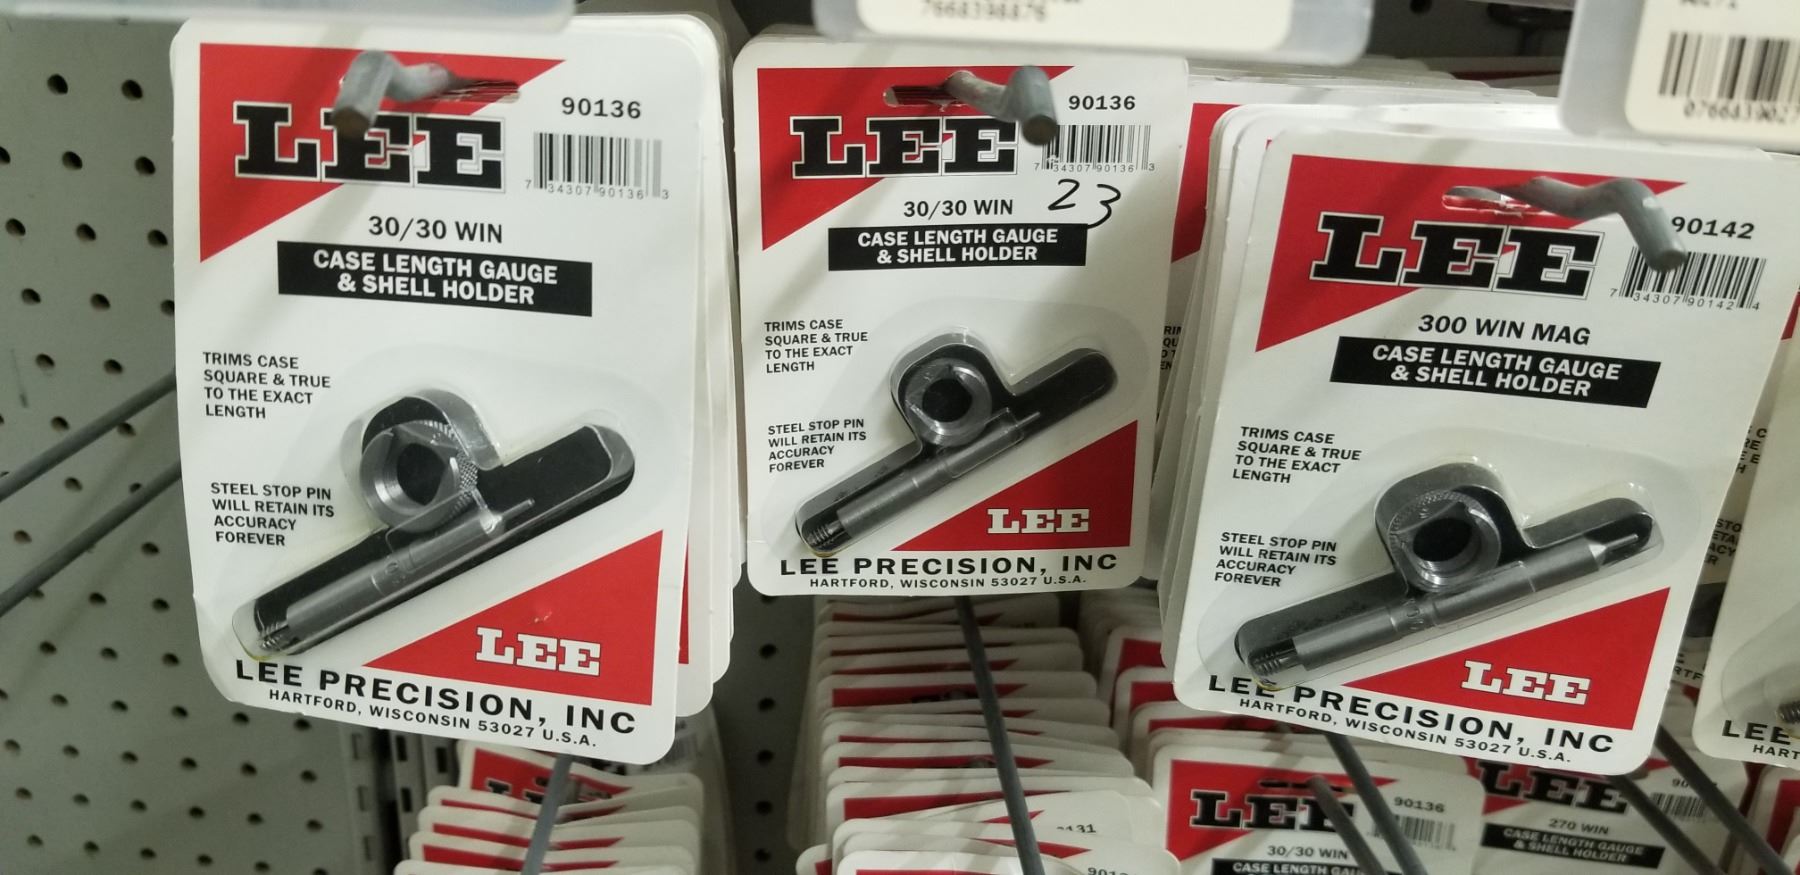 7668398876
0766839027
LEE
90136
7 34307 90136 3
30/30 WIN
CASE LENGTH GAUGE
& SHELL HOLDER
TRIMS CASE
SQUARE & TRUE
TO THE EXACT
LENGTH
STEEL STOP PIN
WILL RETAIN ITS
ACCURACY
FOREVER
LEE
LEE PRECISION, INC
HARTFORD, WISCONSIN 53027 U.S.A.
LEE
90136
7 34307 90136 3
23
30/30 WIN
CASE LENGTH GAUGE
& SHELL HOLDER
TRIMS CASE
SQUARE & TRUE
TO THE EXACT
LENGTH
STEEL STOP PIN
WILL RETAIN ITS
ACCURACY
FOREVER
LEE
LEE PRECISION, INC
HARTFORD, WISCONSIN 53027 U.S.A.
LEE
90142
7 34307 90142 4
300 WIN MAG
CASE LENGTH GAUGE
& SHELL HOLDER
TRIMS CASE
SQUARE & TRUE
TO THE EXACT
LENGTH
STEEL STOP PIN
WILL RETAIN ITS
ACCURACY
FOREVER
LEE
LEE PRECISION, INC
HARTFORD, WISCONSIN 53027 U.S.A.
LEE
HART
LEE
90136
30/30 WIN
CASE LENGTH
LEE
90
270 WIN
CASE LENGTH GAUGE
& SHELL HOLDER
131